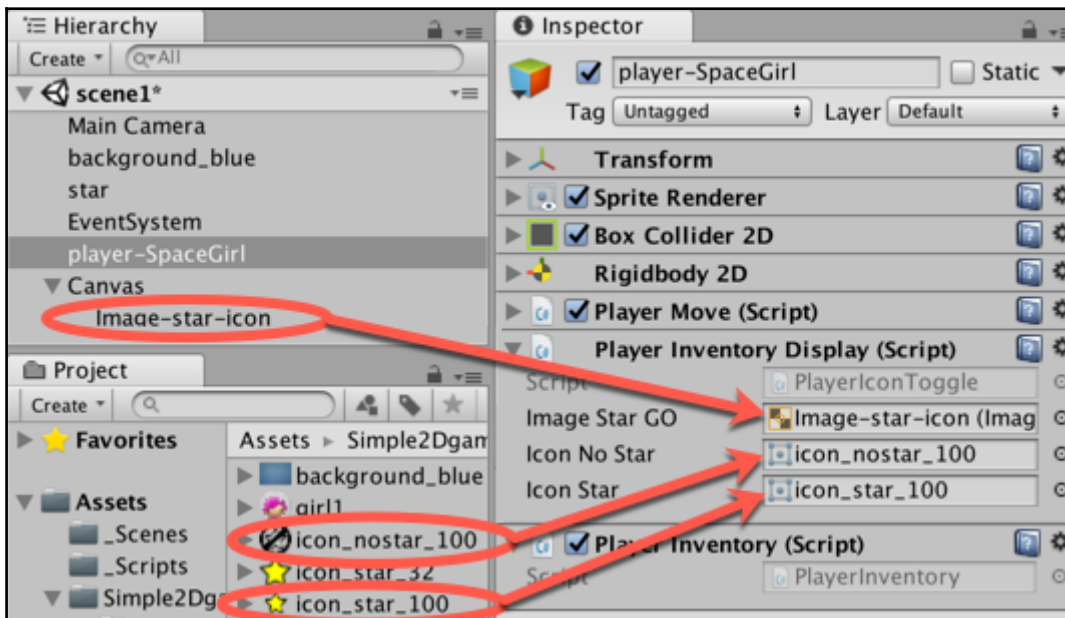 Hierarchy
Create
All
scene1*
Main Camera
background_blue
star
EventSystem
player-SpaceGirl
Canvas
Image-star-icon
Project
Create
Favorites
Assets
_Scenes
_Scripts
Simple2Dga
Assets Simple2Dgam
background_blue
girl1
icon_nostar_100
icon_star_32
icon_star_100
Inspector
player-SpaceGirl Static
Tag Untagged Layer Default
Transform
Sprite Renderer
Box Collider 2D
Rigidbody 2D
Player Move (Script)
Player Inventory Display (Script)
Script PlayerIconToggle
Image Star GO Image-star-icon (Imag
Icon No Star icon_nostar_100
Icon Star icon_star_100
Player Inventory (Script)
Script PlayerInventory